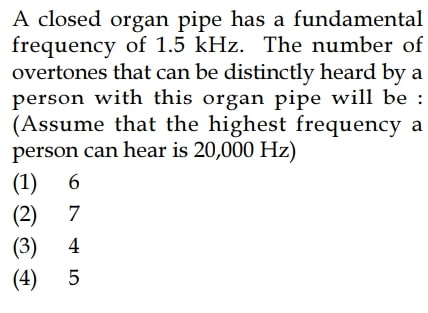 A closed organ pipe has a fundamental
frequency of 1.5 kHz. The number of
overtones that can be distinctly heard by a
person with this organ pipe will be :
(Assume that the highest frequency a
person can hear is 20,000 Hz)
(1) 6
(2) 7
(3) 4
(4) 5